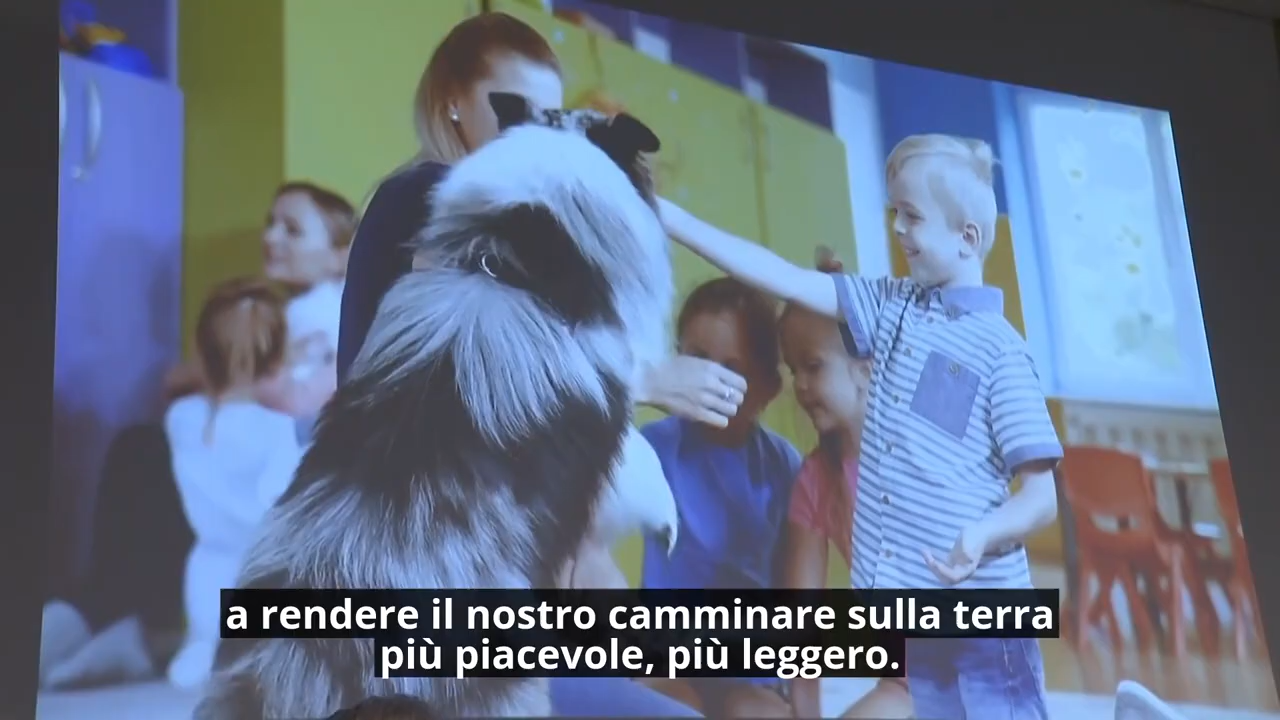 a rendere il nostro camminare sulla terra
più piacevole, più leggero.